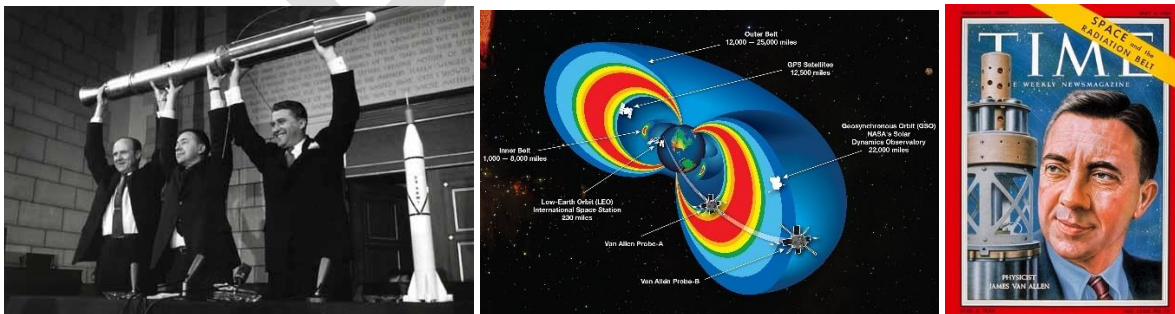 Outer Belt
12,000 – 25,000 miles
GPS Satellites
12,500 miles
Geosynchronous Orbit (GSO)
NASA's Solar
Dynamics Observatory
22,000 miles
Inner Belt
1,000 – 8,000 miles
Low-Earth Orbit (LEO)
International Space Station
230 miles
Van Allen Probe-A
Van Allen Probe-B
SPACE and the
RADIATION BELT
TIME
WEEKLY NEWSMAGAZINE
PHYSICIST
JAMES VAN ALLEN